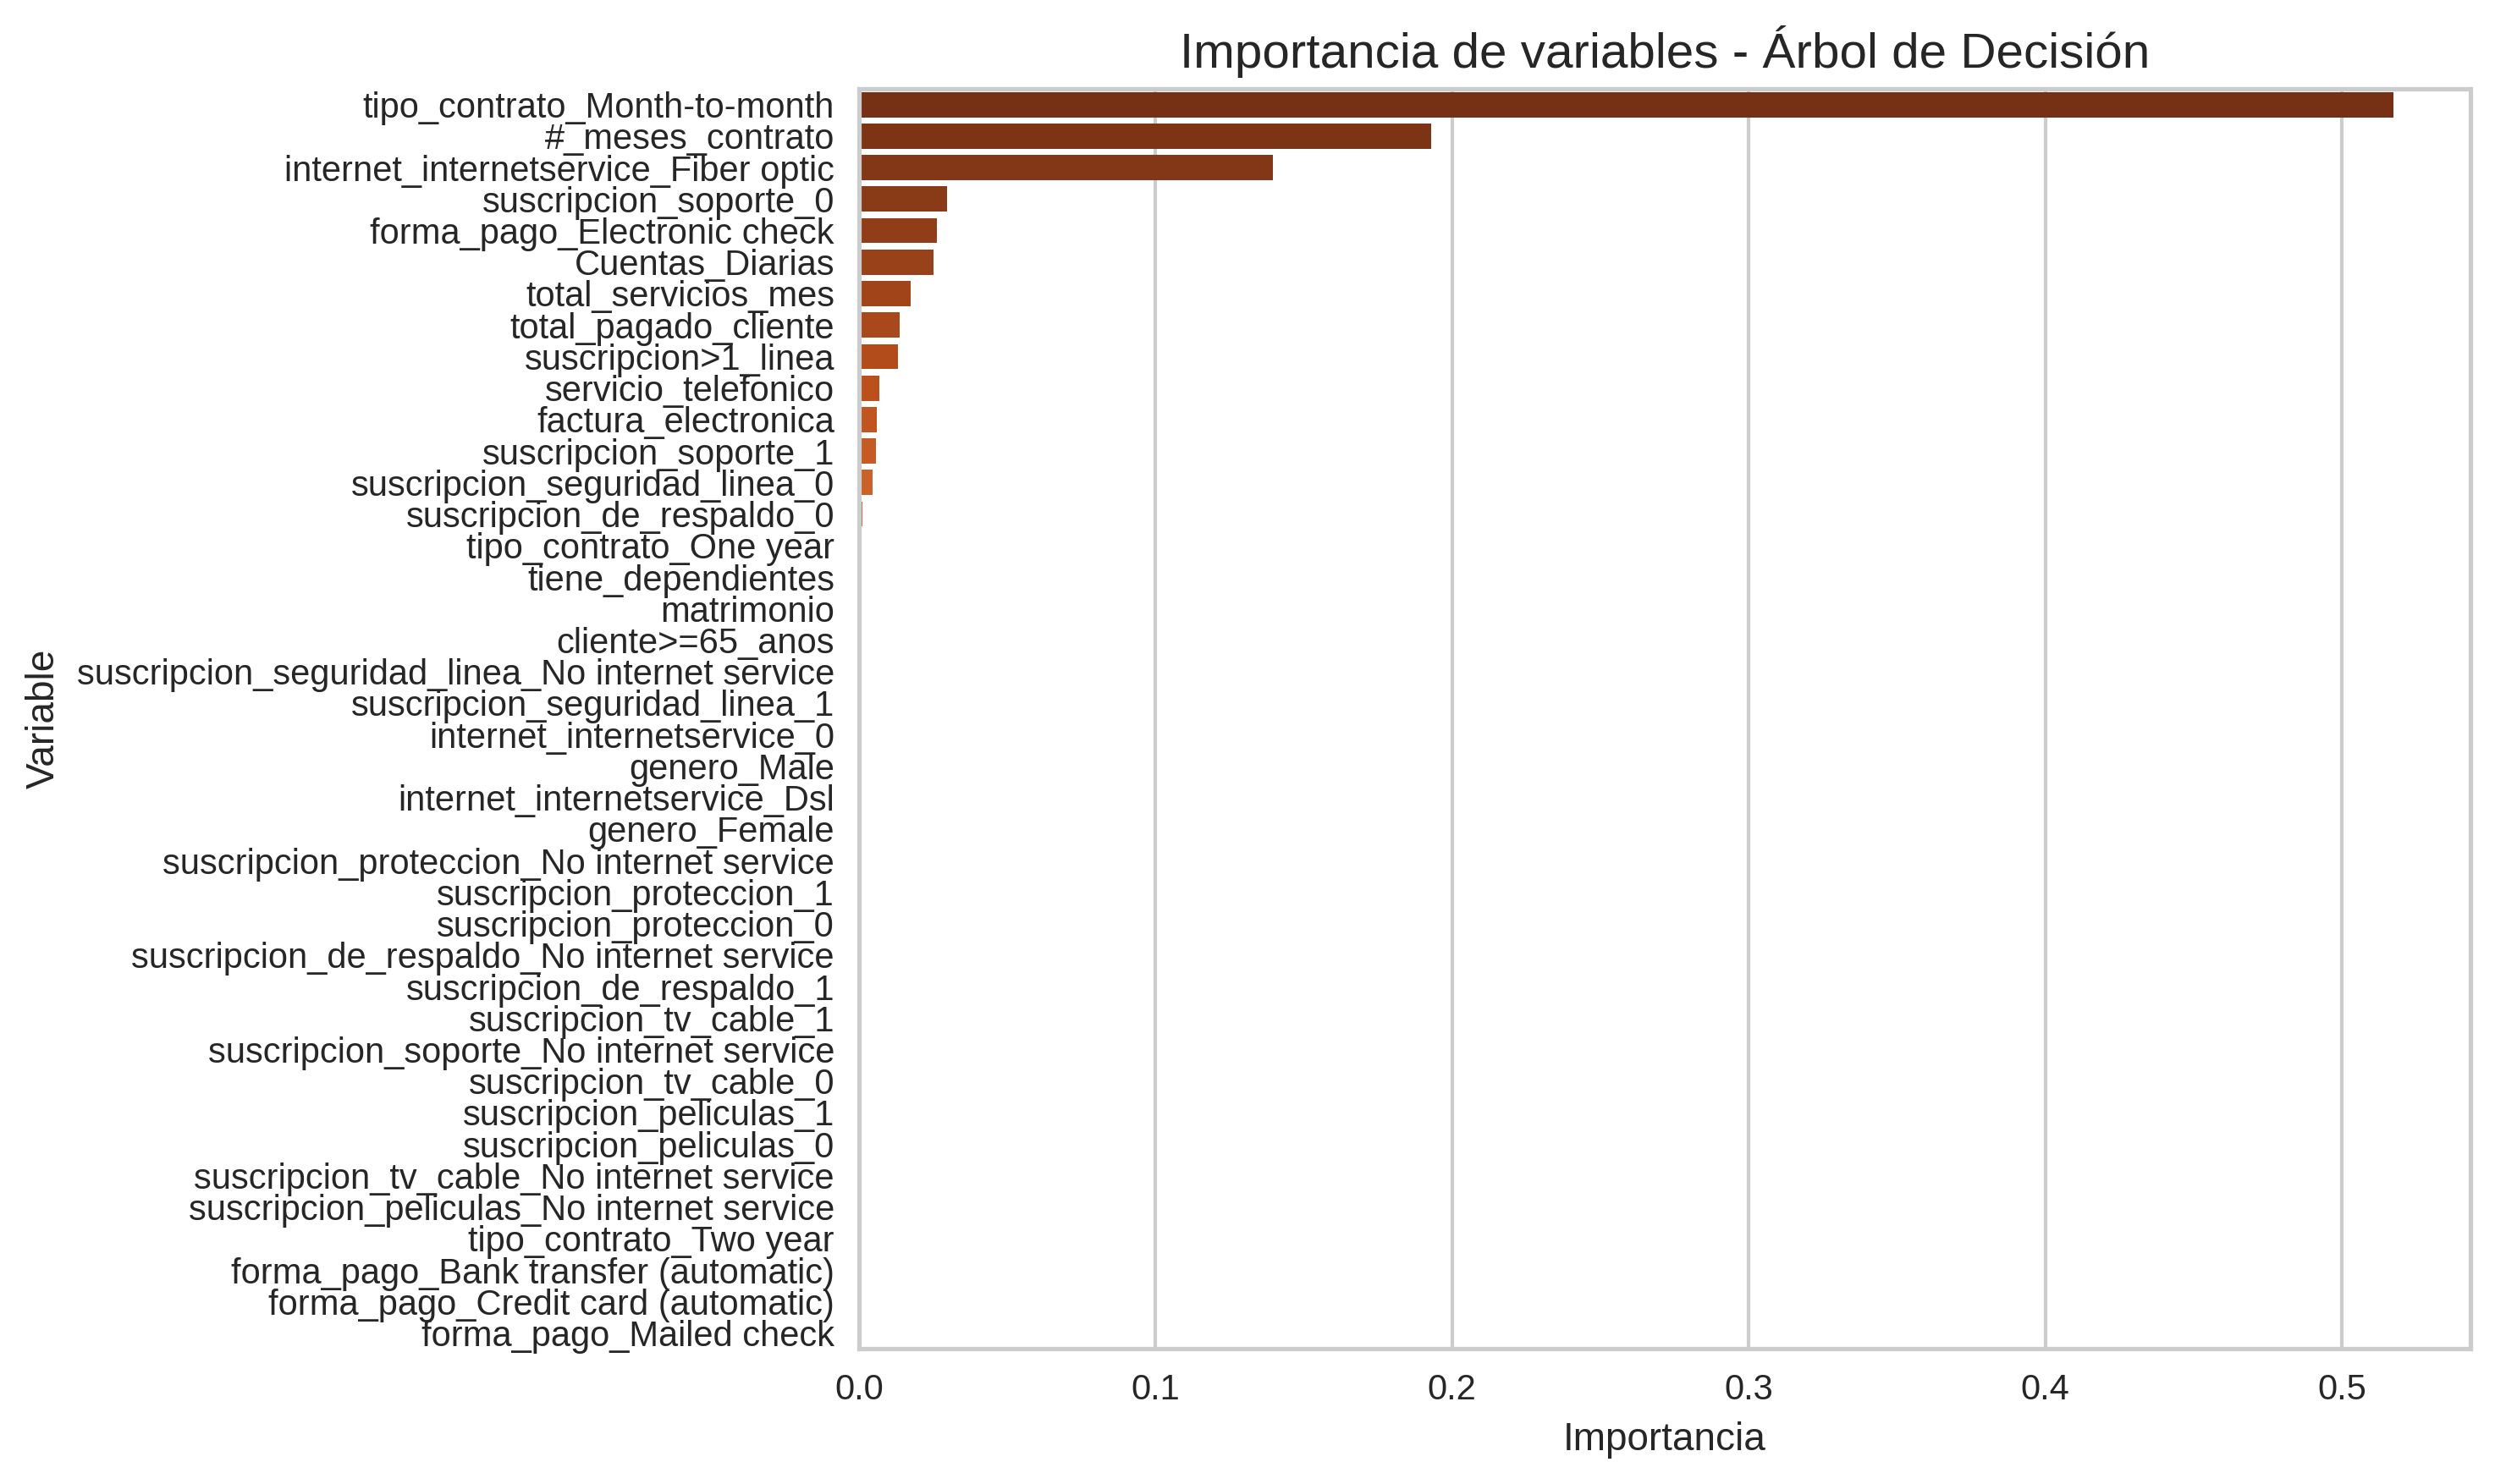 Importancia de variables - Árbol de Decisión
tipo_contrato_Month-to-month
#_meses_contrato
internet_internetservice_Fiber optic
suscripcion_soporte_0
forma_pago_Electronic check
Cuentas_Diarias
total_servicios_mes
total_pagado_cliente
suscripcion>1_linea
servicio_telefonico
factura_electronica
suscripcion_soporte_1
suscripcion_seguridad_linea_0
suscripcion_de_respaldo_0
tipo_contrato_One year
tiene_dependientes
matrimonio
cliente>=65_anos
suscripcion_seguridad_linea_No internet service
suscripcion_seguridad_linea_1
internet_internetservice_0
genero_Male
internet_internetservice_Dsl
genero_Female
suscripcion_proteccion_No internet service
suscripcion_proteccion_1
suscripcion_proteccion_0
suscripcion_de_respaldo_No internet service
suscripcion_de_respaldo_1
suscripcion_tv_cable_1
suscripcion_soporte_No internet service
suscripcion_tv_cable_0
suscripcion_peliculas_1
suscripcion_peliculas_0
suscripcion_tv_cable_No internet service
suscripcion_peliculas_No internet service
tipo_contrato_Two year
forma_pago_Bank transfer (automatic)
forma_pago_Credit card (automatic)
forma_pago_Mailed check
Variable
0.0 0.1 0.2 0.3 0.4 0.5
Importancia